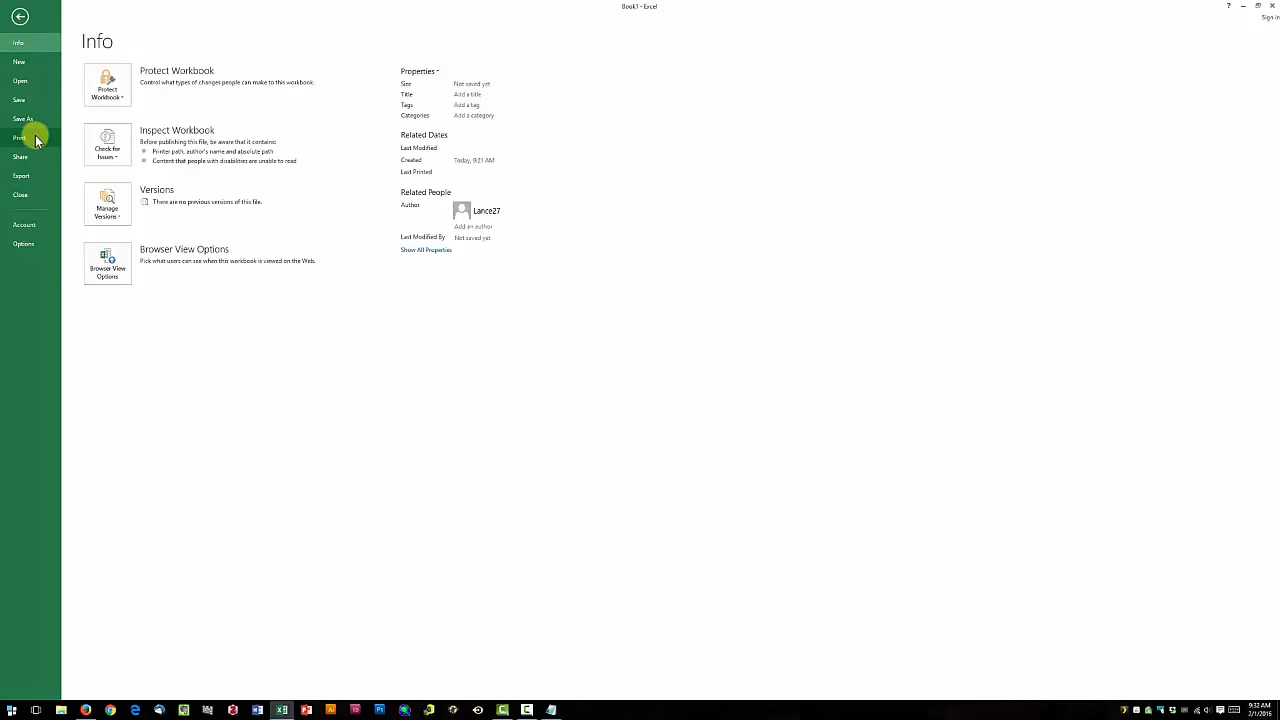 Book1 - Excel
?
Sign in
Info
New
Open
Save
Save As
Print
Share
Export
Close
Account
Options
Info
Protect Workbook
Protect Workbook
Control what types of changes people can make to this workbook.
Check for Issues
Inspect Workbook
Before publishing this file, be aware that it contains:
Printer path, author's name and absolute path
Content that people with disabilities are unable to read
Manage Versions
Versions
There are no previous versions of this file.
Browser View Options
Browser View Options
Pick what users can see when this workbook is viewed on the Web.
Properties
Size Not saved yet
Title Add a title
Tags Add a tag
Categories Add a category
Related Dates
Last Modified
Created Today, 9:21 AM
Last Printed
Related People
Author Lance27
Add an author
Last Modified By Not saved yet
Show All Properties
9:32 AM
2/1/2016